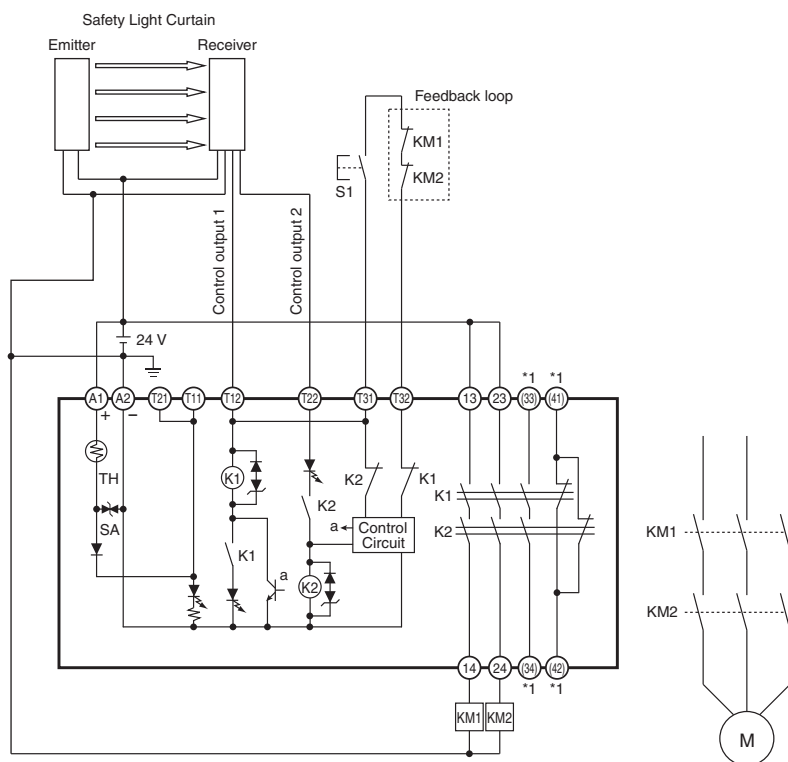 Safety Light Curtain
Emitter
Receiver
Feedback loop
KM1
KM2
S1
Control output 1
Control output 2
24 V
*1 *1
A1 A2 T21 T11 T12 T22 T31 T32 13 23 (33) (41)
+ −
TH
SA
K1
K1
a
K2
K2
K2
K1
a
Control
Circuit
K1
K2
KM1
KM2
14 24 (34) (42)
*1 *1
KM1 KM2
M